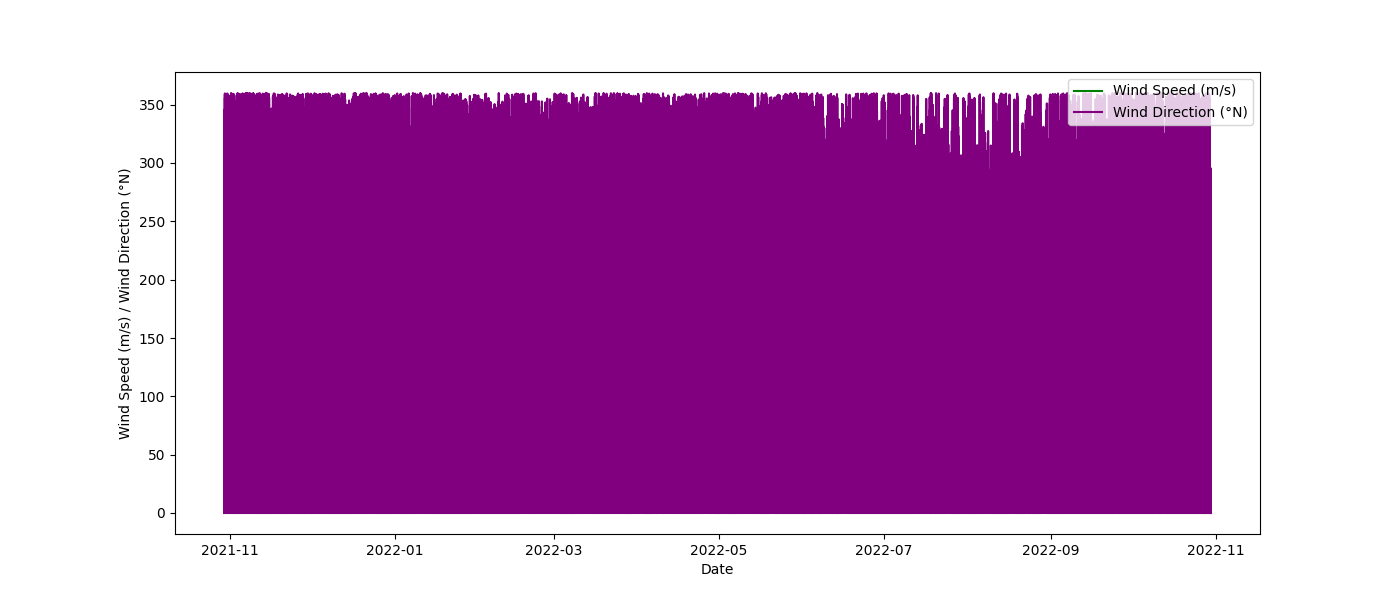 Wind Speed (m/s)
Wind Direction (°N)
Wind Speed (m/s) / Wind Direction (°N)
350
300
250
200
150
100
50
0
2021-11 2022-01 2022-03 2022-05 2022-07 2022-09 2022-11
Date